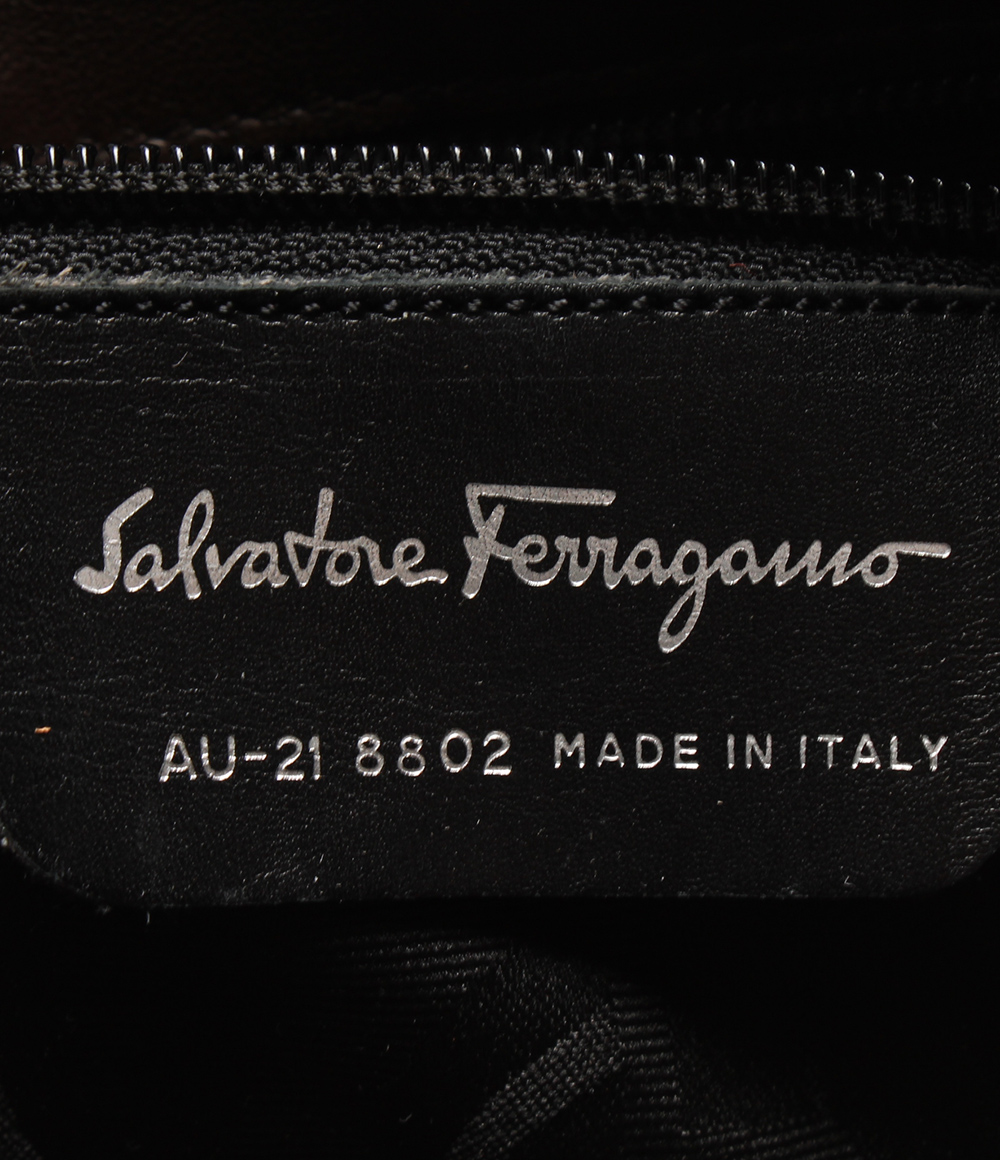 Salvatore Ferragamo
AU-21 8802 MADE IN ITALY